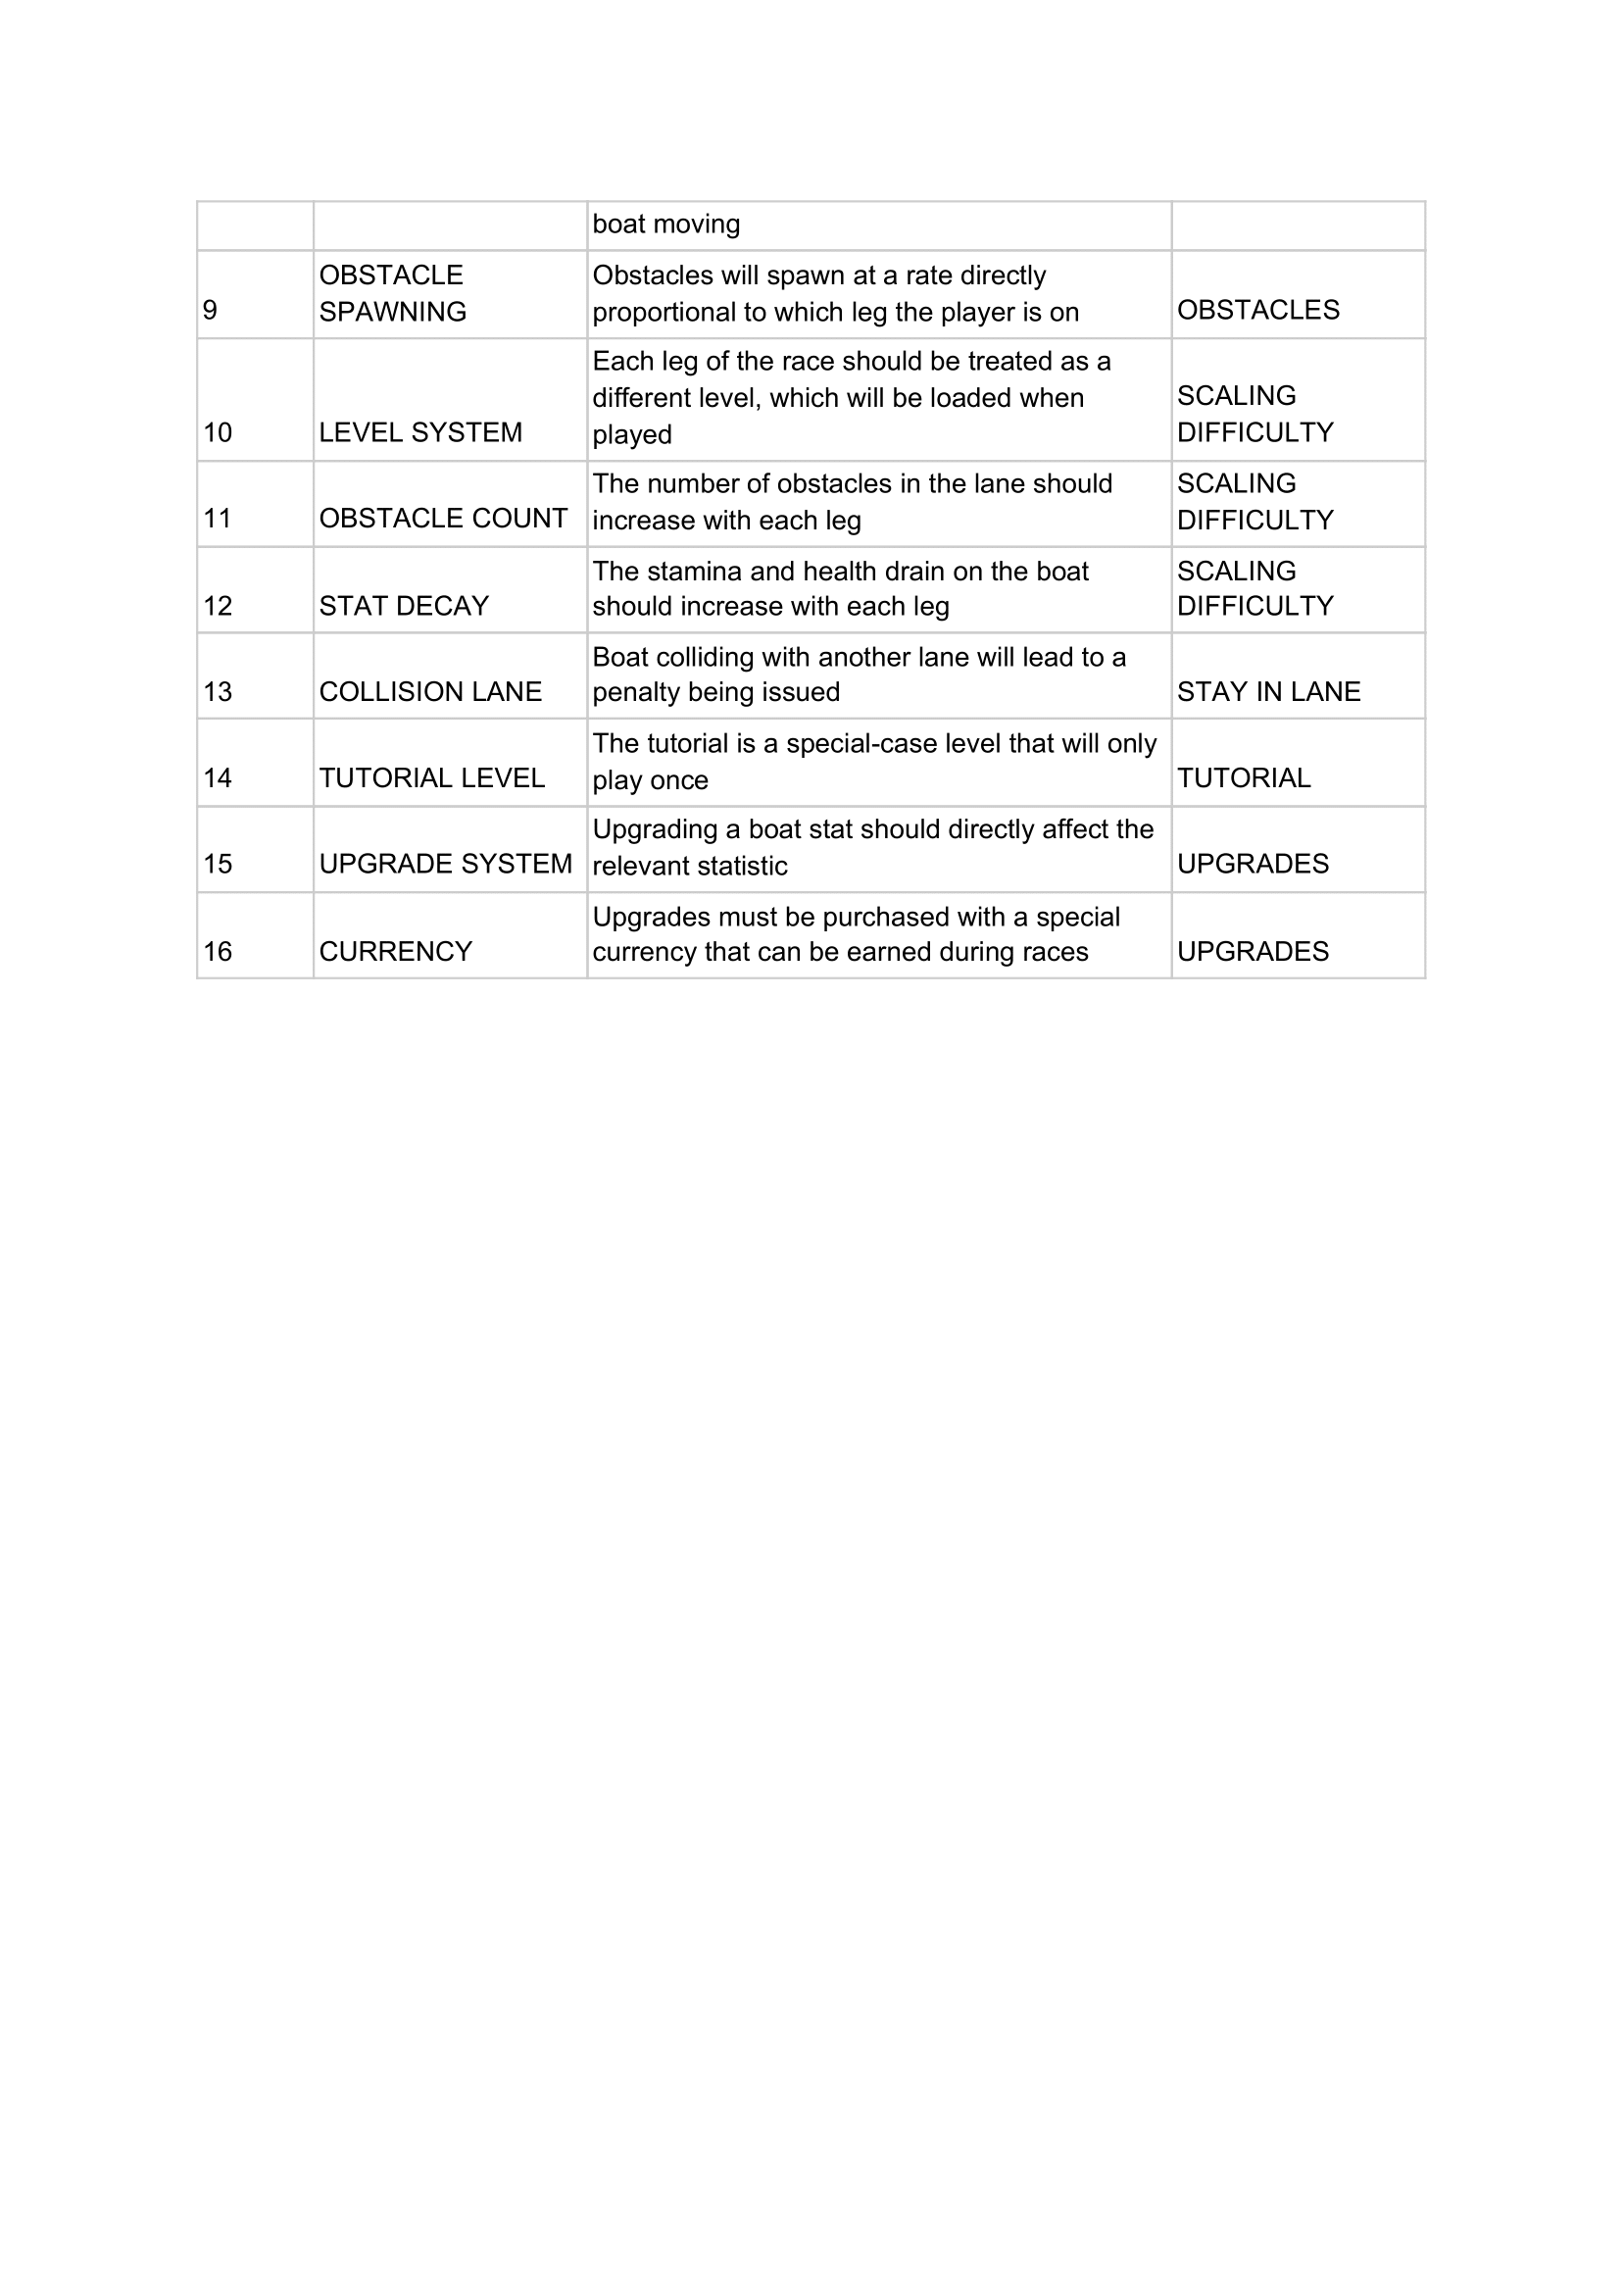 boat moving
9
OBSTACLE
SPAWNING
Obstacles will spawn at a rate directly
proportional to which leg the player is on
OBSTACLES
10
LEVEL SYSTEM
Each leg of the race should be treated as a
different level, which will be loaded when
played
SCALING
DIFFICULTY
11
OBSTACLE COUNT
The number of obstacles in the lane should
increase with each leg
SCALING
DIFFICULTY
12
STAT DECAY
The stamina and health drain on the boat
should increase with each leg
SCALING
DIFFICULTY
13
COLLISION LANE
Boat colliding with another lane will lead to a
penalty being issued
STAY IN LANE
14
TUTORIAL LEVEL
The tutorial is a special-case level that will only
play once
TUTORIAL
15
UPGRADE SYSTEM
Upgrading a boat stat should directly affect the
relevant statistic
UPGRADES
16
CURRENCY
Upgrades must be purchased with a special
currency that can be earned during races
UPGRADES